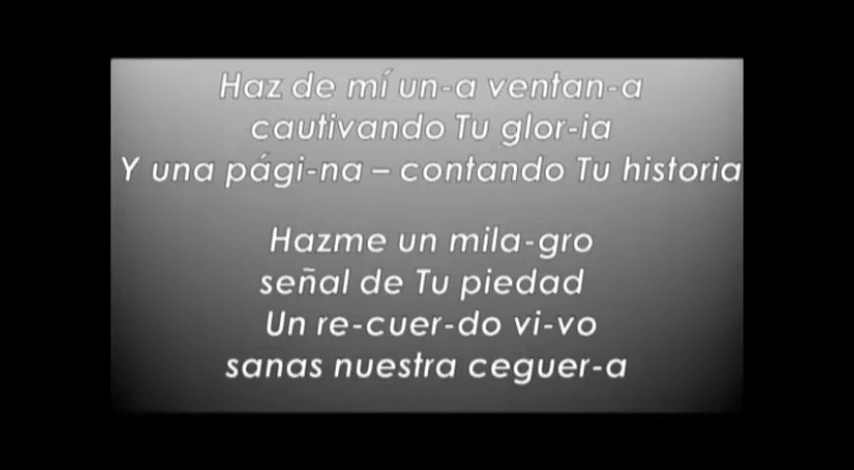 Haz de mí un-a ventan-a
cautivando Tu glor-ia
Y una pági-na – contando Tu historia
Hazme un mila-gro
señal de Tu piedad
Un re-cuer-do vi-vo
sanas nuestra ceguer-a